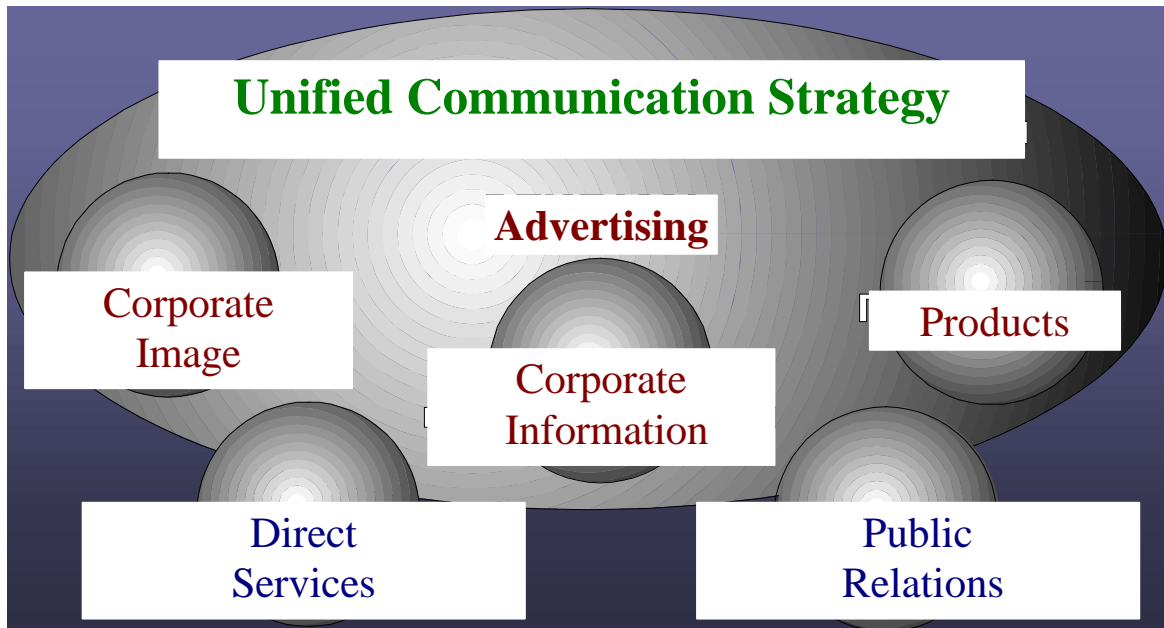 Unified Communication Strategy
Advertising
Corporate
Image
Products
Corporate
Information
Direct
Services
Public
Relations